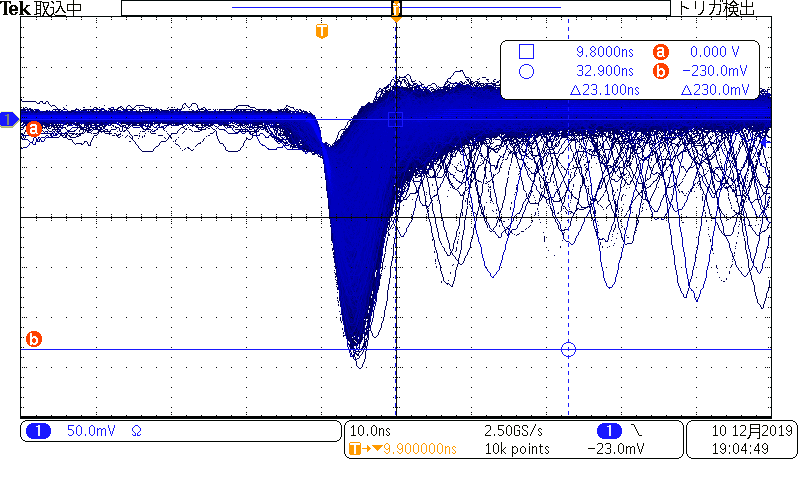 Tek 取込中 トリガ検出
T
9.8000ns a 0.000 V
32.900ns b −230.0mV
△23.100ns △230.0mV
1
a
b
1 50.0mV Ω 10.0ns 2.50GS/s 1 10 12月2019
T→▼9.900000ns 10k points −23.0mV 19:04:49